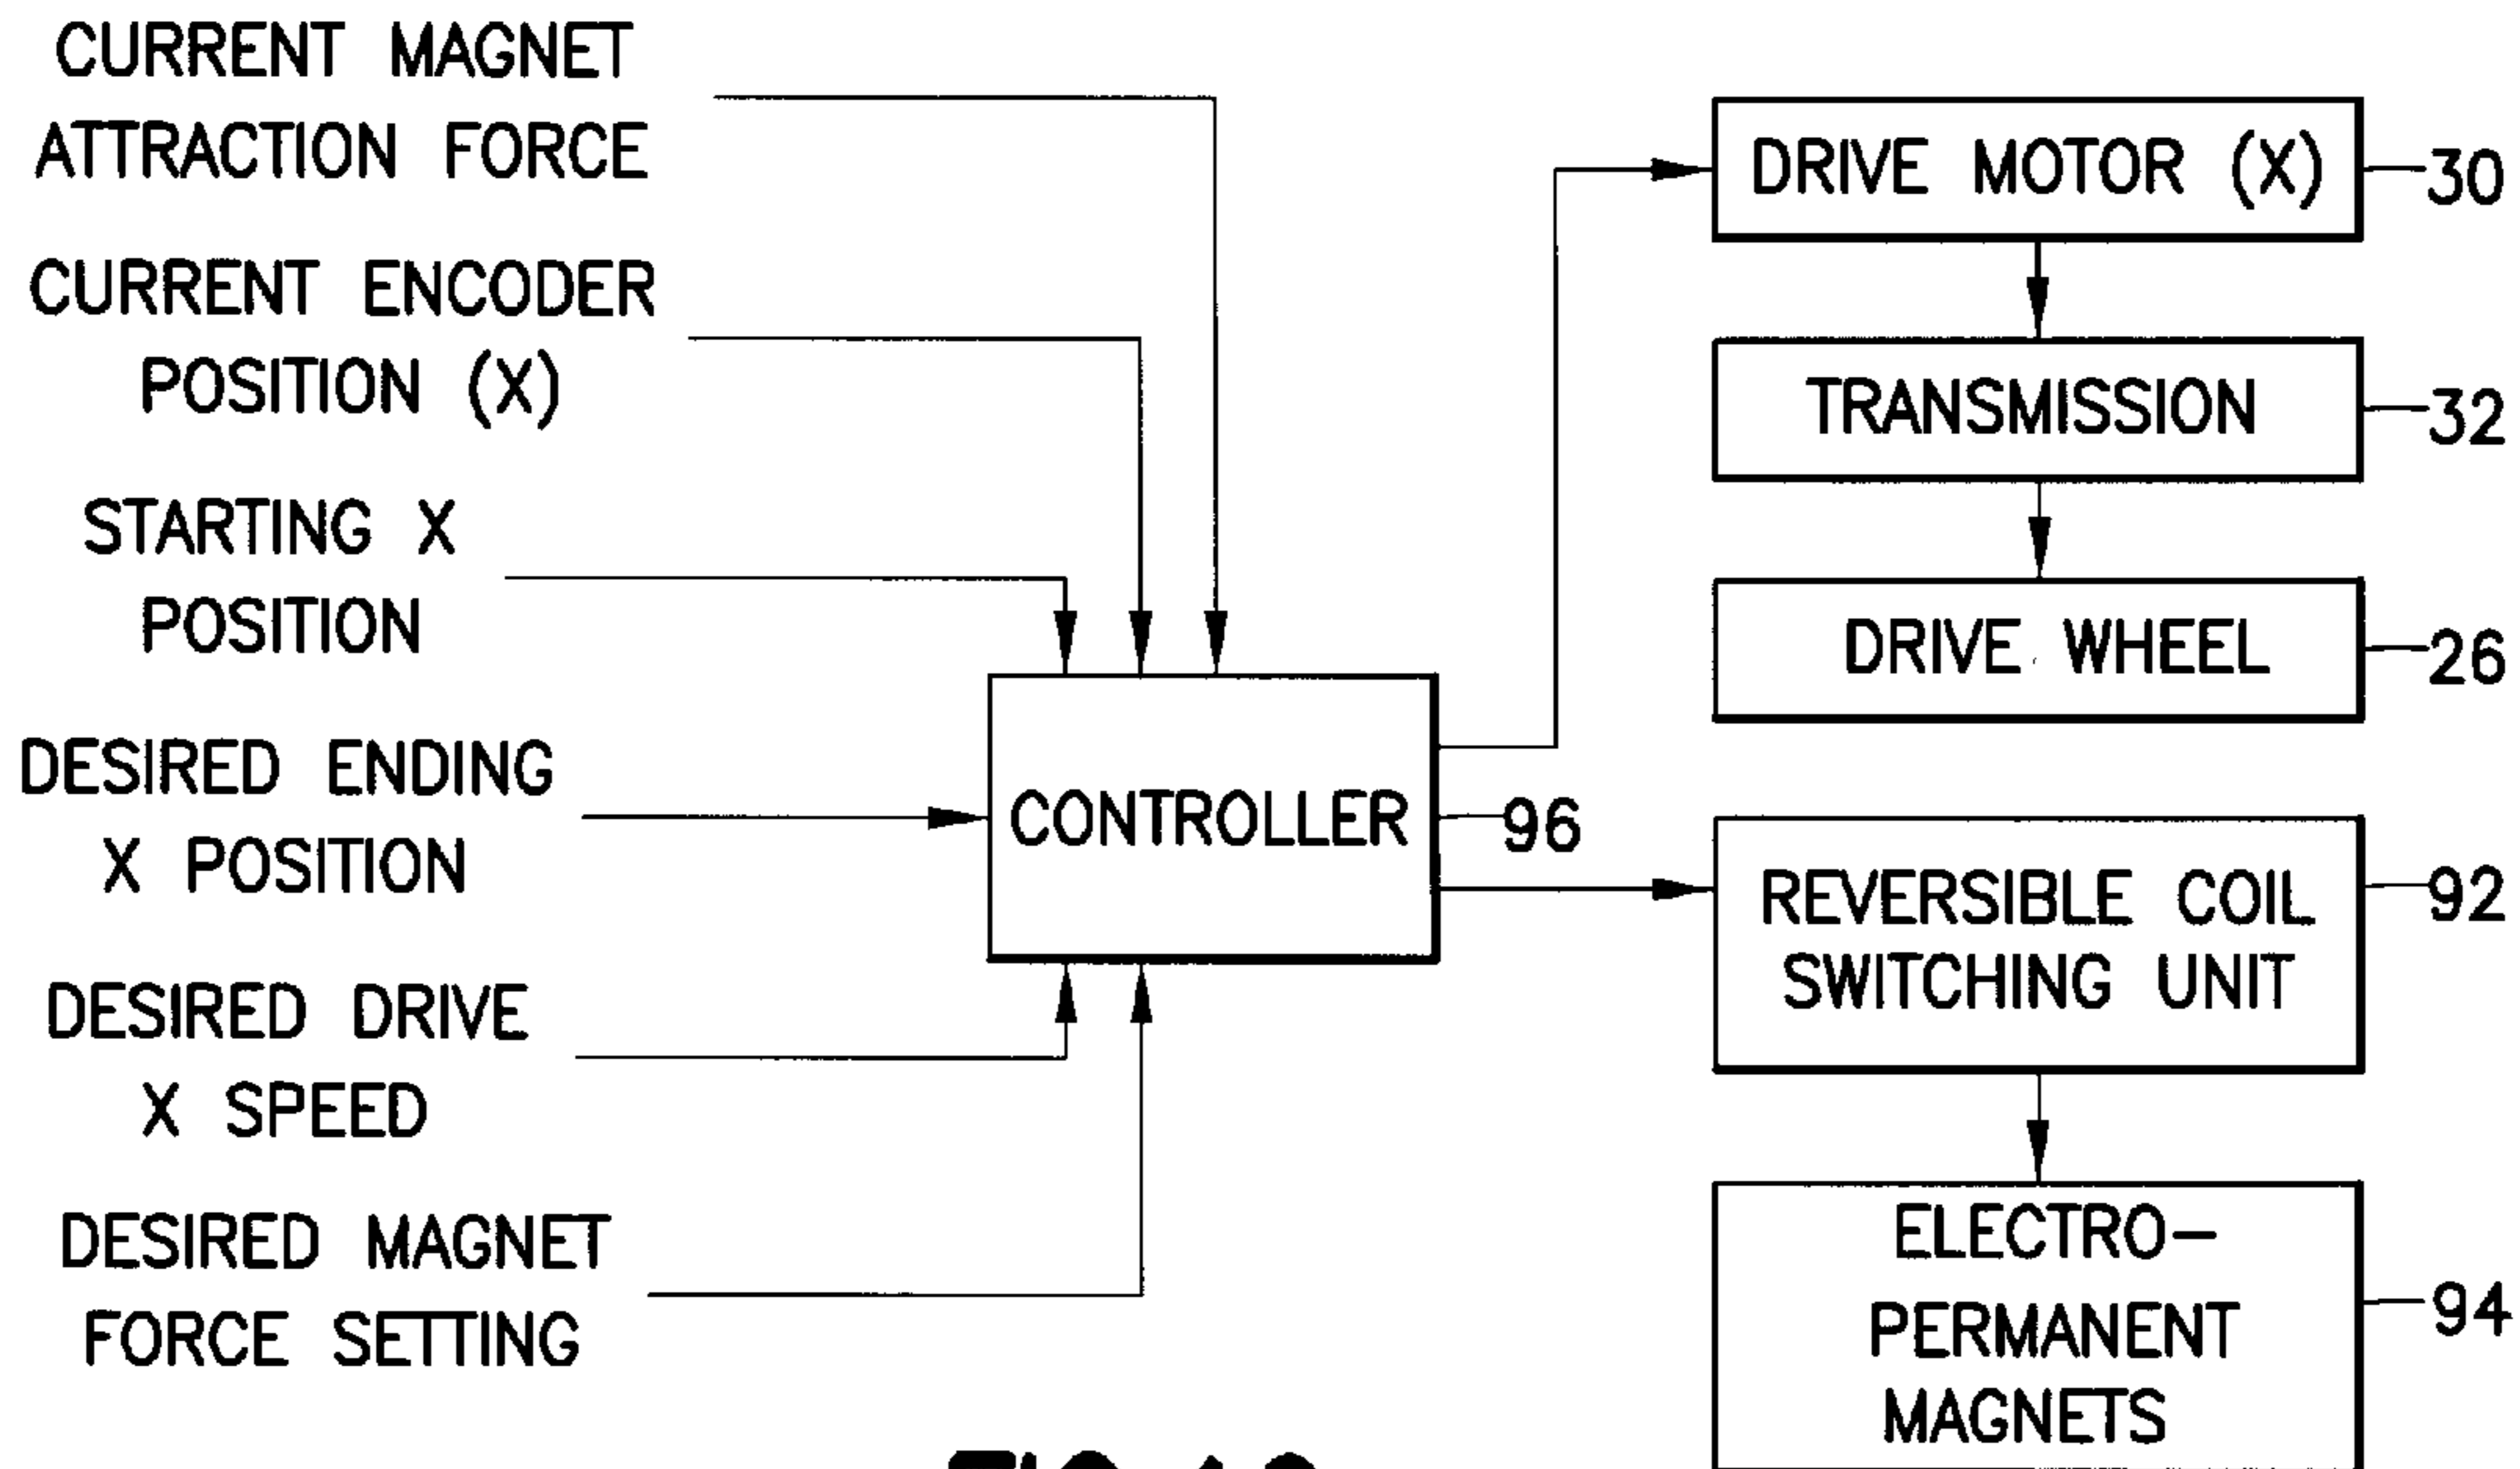 CURRENT MAGNET
ATTRACTION FORCE
CURRENT ENCODER
POSITION (X)
STARTING X
POSITION
DESIRED ENDING
X POSITION
DESIRED DRIVE
X SPEED
DESIRED MAGNET
FORCE SETTING
CONTROLLER
96
DRIVE MOTOR (X)
30
TRANSMISSION
32
DRIVE WHEEL
26
REVERSIBLE COIL
SWITCHING UNIT
92
ELECTRO-
PERMANENT
MAGNETS
94